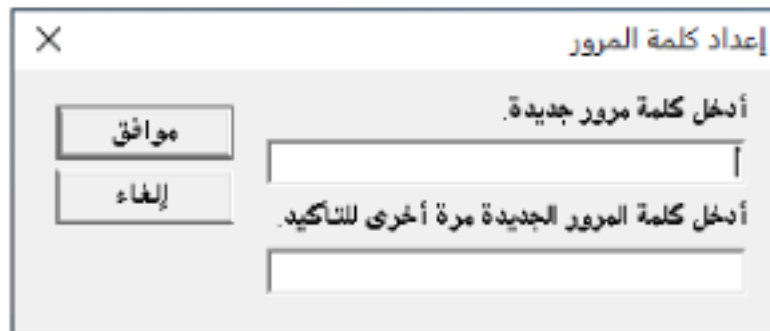 إعداد كلمة المرور
أدخل كلمة مرور جديدة.
موافق
إلغاء
أدخل كلمة المرور الجديدة مرة أخرى للتأكيد.